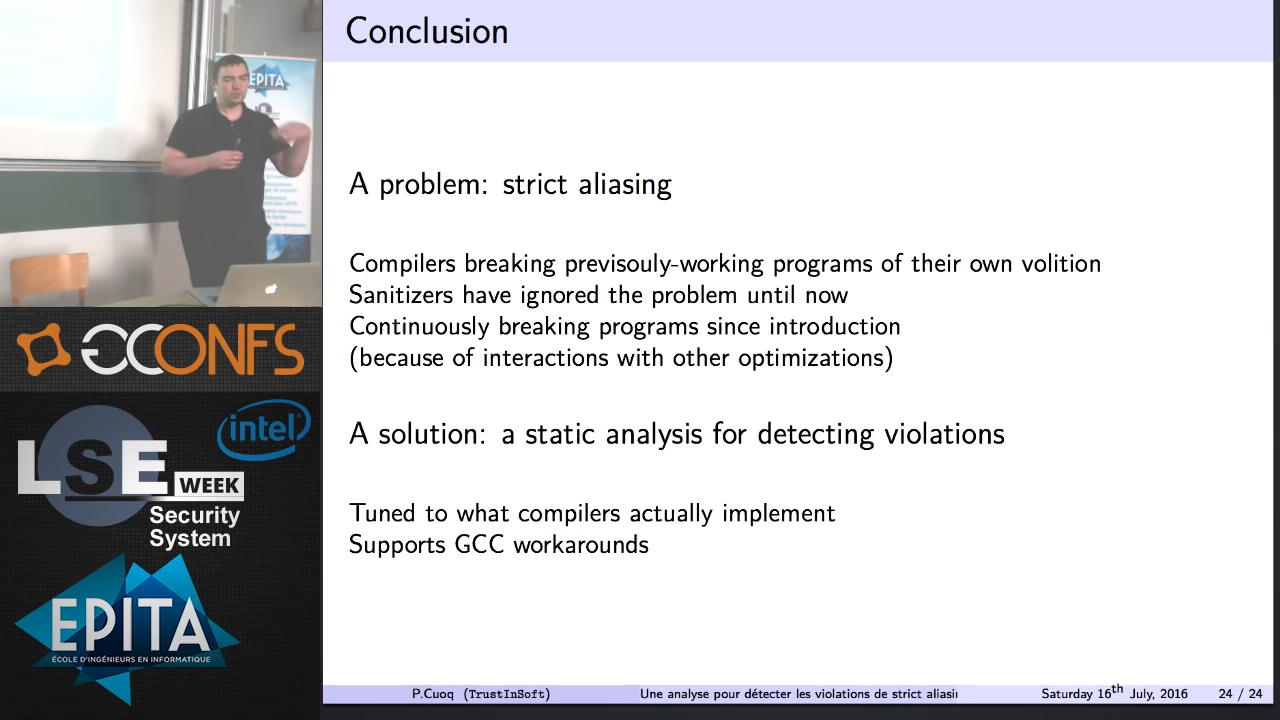 Conclusion
A problem: strict aliasing
Compilers breaking previsouly-working programs of their own volition
Sanitizers have ignored the problem until now
Continuously breaking programs since introduction
(because of interactions with other optimizations)
A solution: a static analysis for detecting violations
Tuned to what compilers actually implement
Supports GCC workarounds
P.Cuoq (TrustInSoft)
Une analyse pour détecter les violations de strict aliasi
Saturday 16th July, 2016
24 / 24
EPITA
GCONFS
intel
LSE
WEEK
Security
System
EPITA
ÉCOLE D'INGÉNIEURS EN INFORMATIQUE